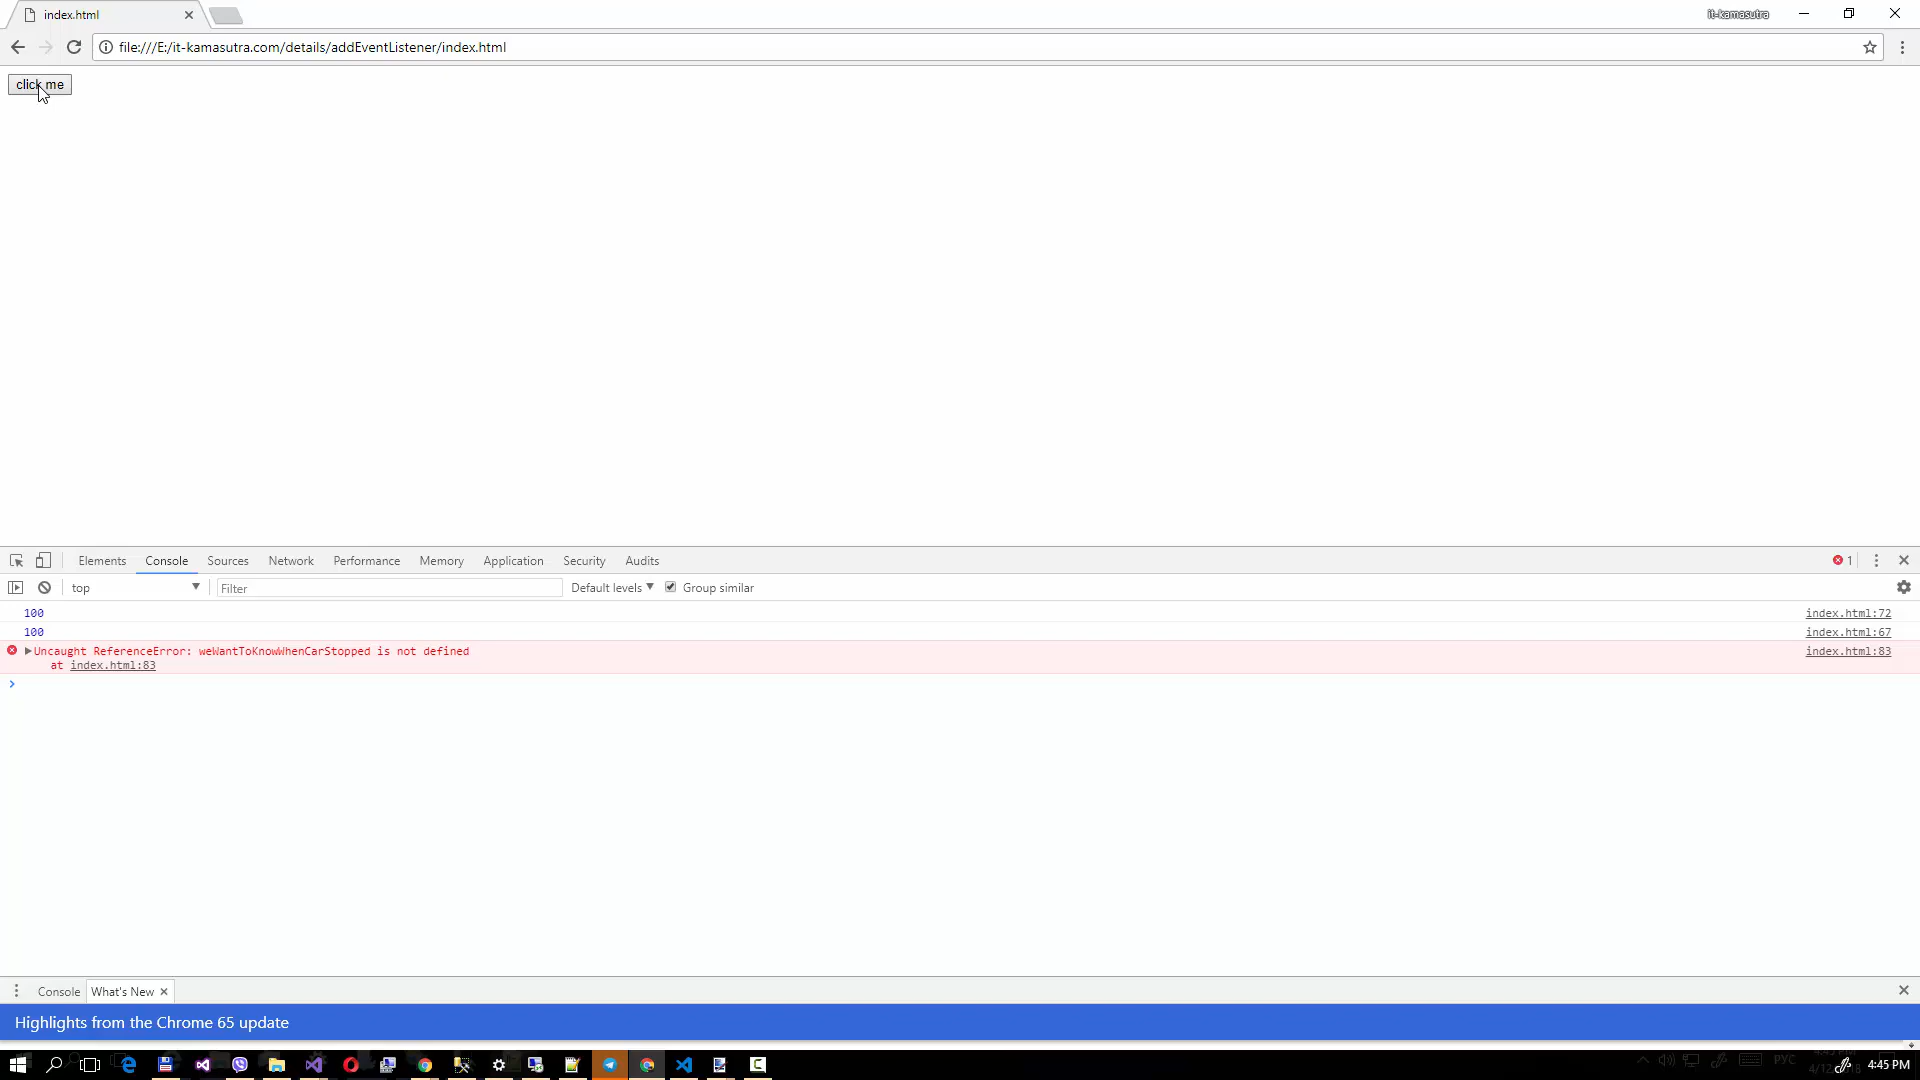 index.html
it-kamasutra
file:///E:/it-kamasutra.com/details/addEventListener/index.html
click me
Elements Console Sources Network Performance Memory Application Security Audits 1
top Filter Default levels Group similar
100 index.html:72
100 index.html:67
Uncaught ReferenceError: weWantToKnowWhenCarStopped is not defined index.html:83
at index.html:83
Console What's New
Highlights from the Chrome 65 update
РУС
4:45 PM